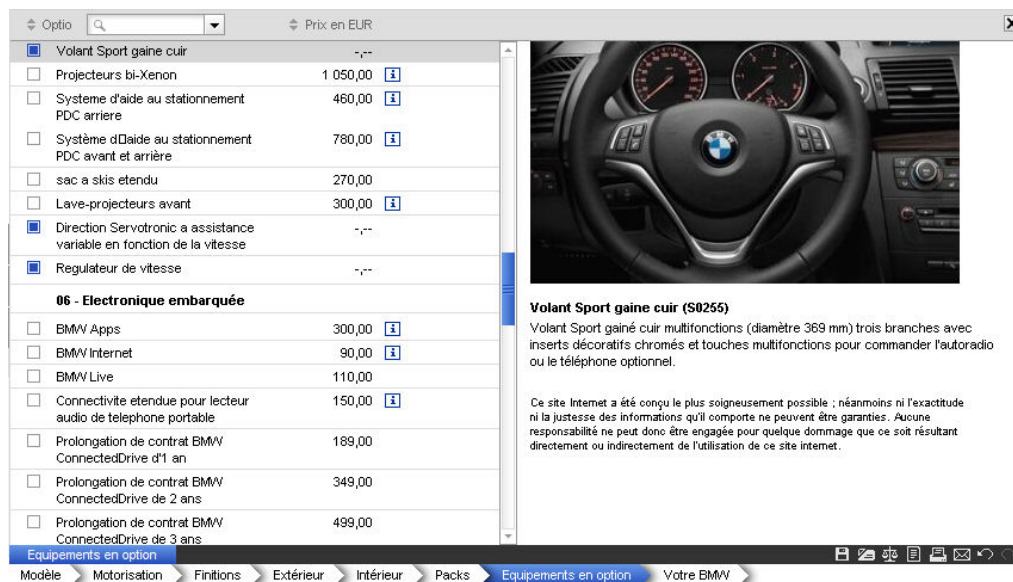 Optio
Prix en EUR
Volant Sport gaine cuir -,--
Projecteurs bi-Xenon 1 050,00
Systeme d'aide au stationnement
PDC arriere 460,00
Système d□aide au stationnement
PDC avant et arrière 780,00
sac a skis etendu 270,00
Lave-projecteurs avant 300,00
Direction Servotronic a assistance
variable en fonction de la vitesse -,--
Regulateur de vitesse -,--
06 - Electronique embarquée
BMW Apps 300,00
BMW Internet 90,00
BMW Live 110,00
Connectivite etendue pour lecteur
audio de telephone portable 150,00
Prolongation de contrat BMW
ConnectedDrive d'1 an 189,00
Prolongation de contrat BMW
ConnectedDrive de 2 ans 349,00
Prolongation de contrat BMW
ConnectedDrive de 3 ans 499,00
Volant Sport gaine cuir (S0255)
Volant Sport gainé cuir multifonctions (diamètre 369 mm) trois branches avec
inserts décoratifs chromés et touches multifonctions pour commander l'autoradio
ou le téléphone optionnel.
Ce site Internet a été conçu le plus soigneusement possible ; néanmoins ni l'exactitude
ni la justesse des informations qu'il comporte ne peuvent être garanties. Aucune
responsabilité ne peut donc être engagée pour quelque dommage que ce soit résultant
directement ou indirectement de l'utilisation de ce site internet.
Equipements en option
Modèle Motorisation Finitions Extérieur Intérieur Packs Equipements en option Votre BMW